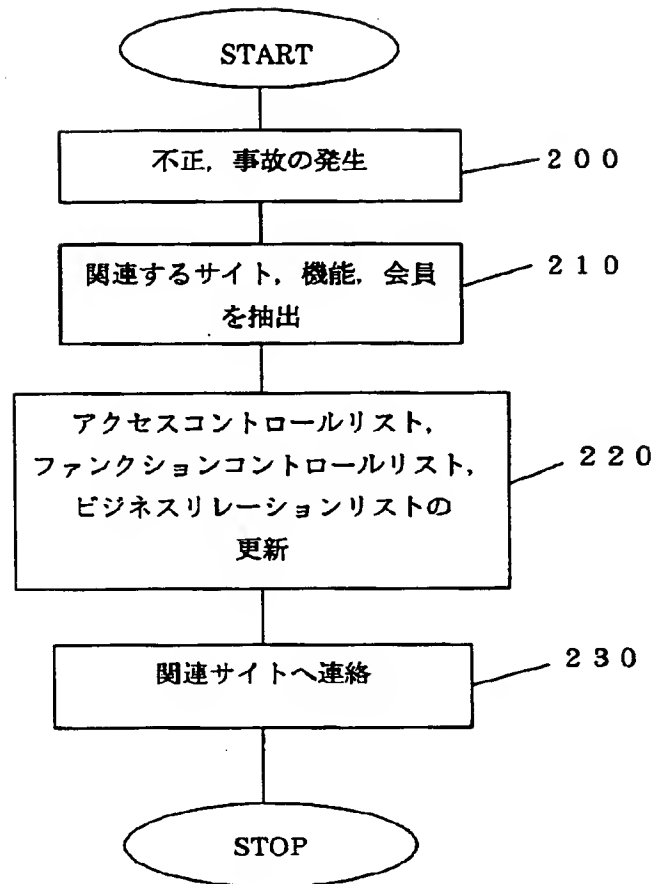 START
不正，事故の発生
２００
関連するサイト，機能，会員
を抽出
２１０
アクセスコントロールリスト，
ファンクションコントロールリスト，
ビジネスリレーションリストの
更新
２２０
関連サイトへ連絡
２３０
STOP